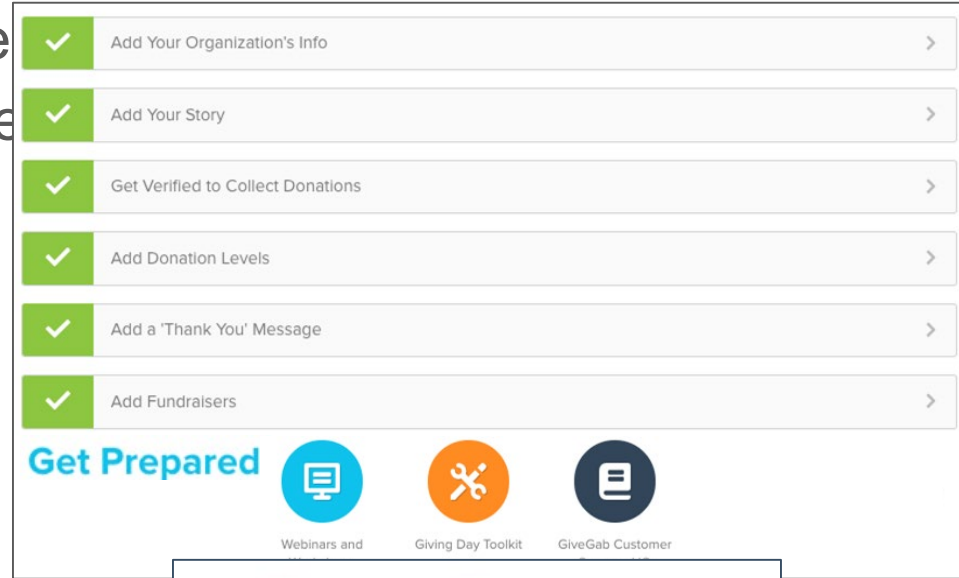 Add Your Organization's Info
Add Your Story
Get Verified to Collect Donations
Add Donation Levels
Add a 'Thank You' Message
Add Fundraisers
Get Prepared
Webinars and
Giving Day Toolkit
GiveGab Customer